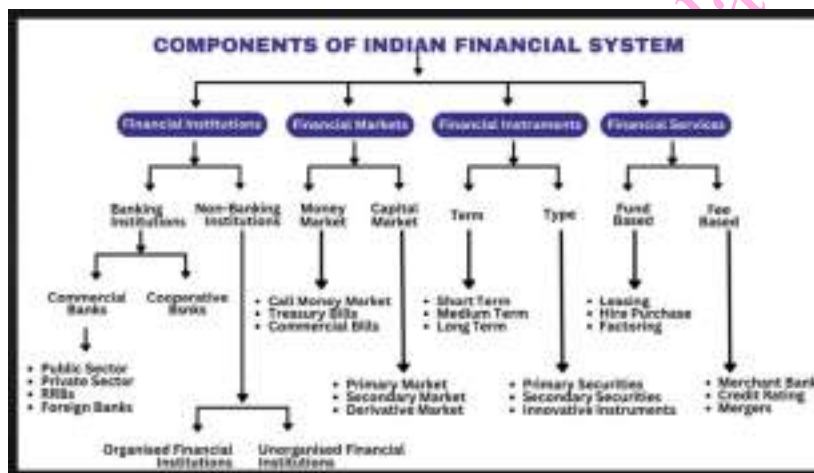 COMPONENTS OF INDIAN FINANCIAL SYSTEM
Financial Institutions
Financial Markets
Financial Instruments
Financial Services
Banking
Institutions
Non-Banking
Institutions
Money
Market
Capital
Market
Term
Type
Fund
Based
Fee
Based
Commercial
Banks
Cooperative
Banks
• Call Money Market
• Treasury Bills
• Commercial Bills
• Short Term
• Medium Term
• Long Term
• Leasing
• Hire Purchase
• Factoring
• Public Sector
• Private Sector
• RRBs
• Foreign Banks
• Primary Market
• Secondary Market
• Derivative Market
• Primary Securities
• Secondary Securities
• Innovative Instruments
• Merchant Bank
• Credit Rating
• Mergers
Organised Financial
Institutions
Unorganised Financial
Institutions